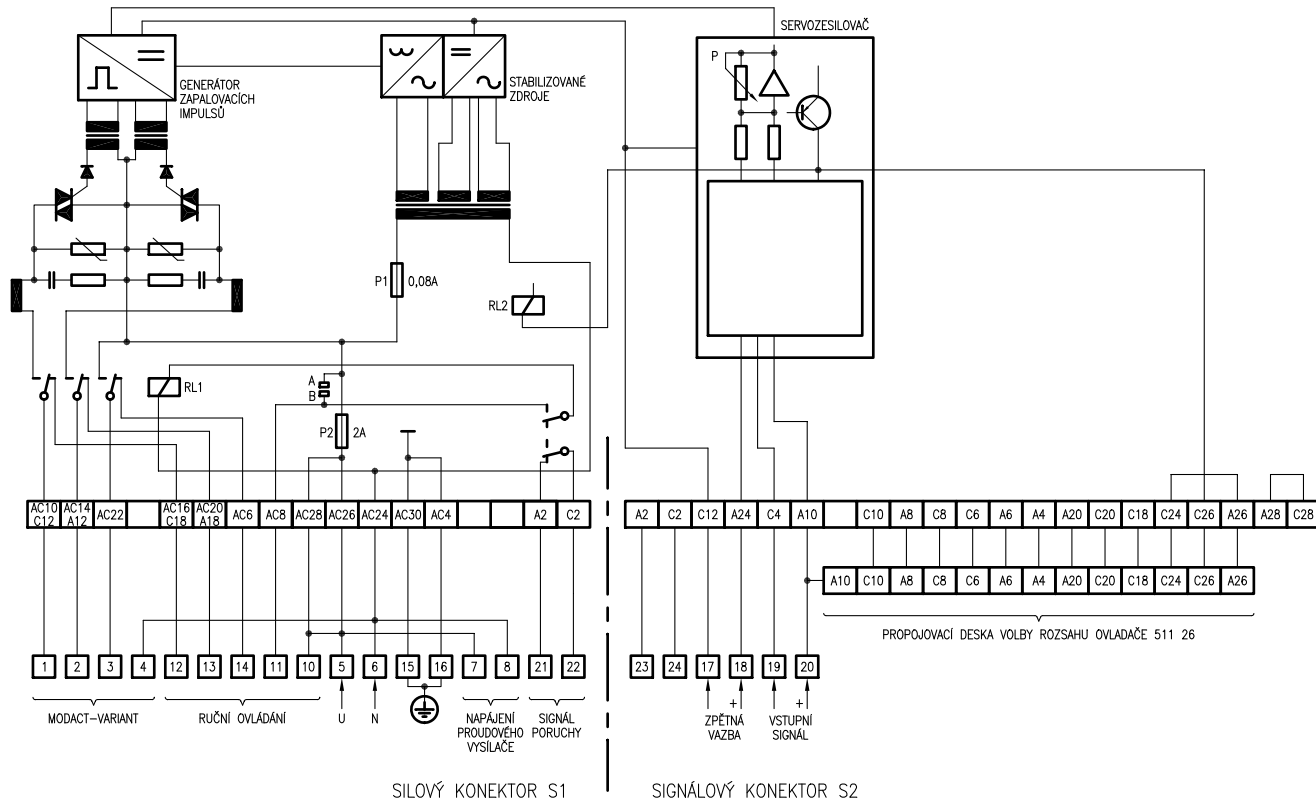 SERVOZESILOVAČ
P
GENERÁTOR
ZAPALOVACÍCH
IMPULSŮ
STABILIZOVANÉ
ZDROJE
P1 0,08A
RL2
RL1
A
B
P2 2A
AC10 C12
AC14 A12
AC22
AC16 C18
AC20 A18
AC6
AC8
AC28
AC26
AC24
AC30
AC4
A2
C2
A2
C2
C12
A24
C4
A10
C10
A8
C8
C6
A6
A4
A20
C20
C18
C24
C26
A26
A28
C28
A10
C10
A8
C8
C6
A6
A4
A20
C20
C18
C24
C26
A26
PROPOJOVACÍ DESKA VOLBY ROZSAHU OVLADAČE 511 26
1
2
3
4
12
13
14
11
10
5
6
15
16
7
8
21
22
23
24
17
18
19
20
MODACT-VARIANT
RUČNÍ OVLÁDÁNÍ
U
N
NAPÁJENÍ
PROUDOVÉHO
VYSÍLAČE
SIGNÁL
PORUCHY
+
ZPĚTNÁ
VAZBA
+
VSTUPNÍ
SIGNÁL
SILOVÝ KONEKTOR S1
SIGNÁLOVÝ KONEKTOR S2